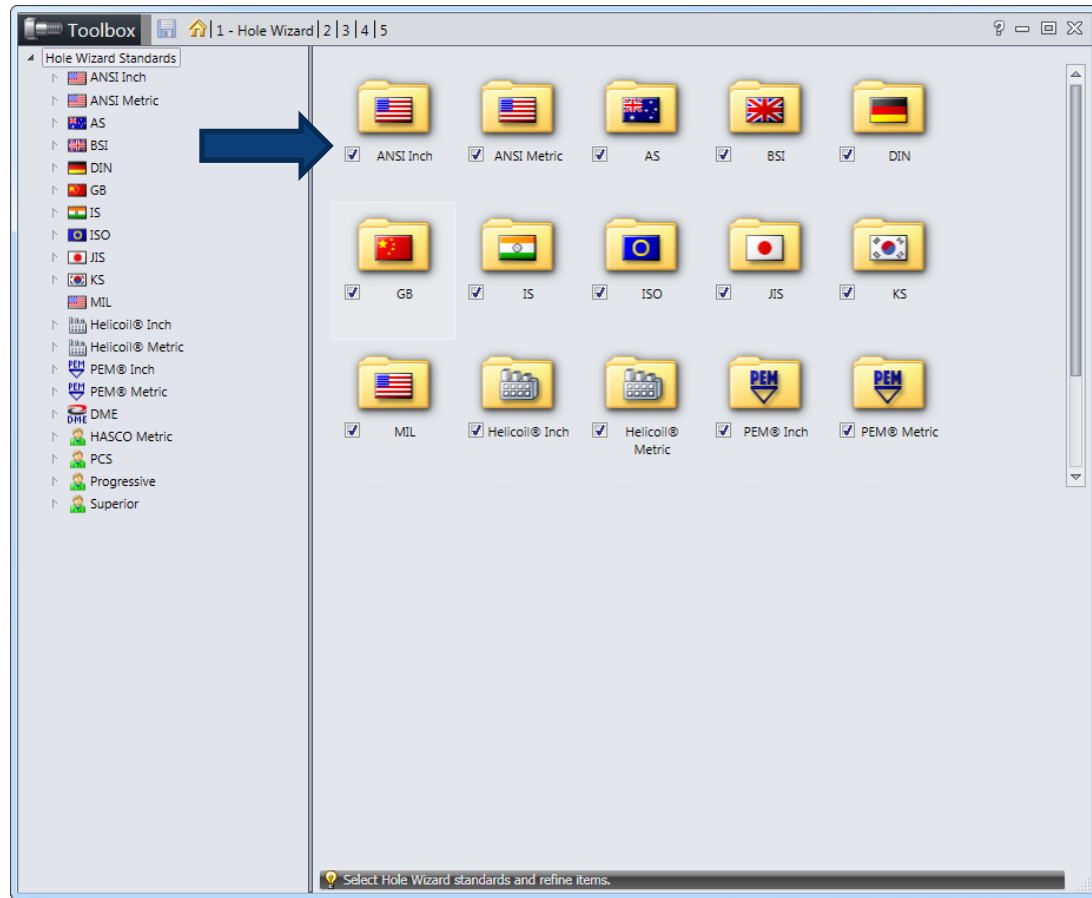 Toolbox 1 - Hole Wizard 2 3 4 5
Hole Wizard Standards
ANSI Inch
ANSI Metric
AS
BSI
DIN
GB
IS
ISO
JIS
KS
MIL
Helicoil® Inch
Helicoil® Metric
PEM® Inch
PEM® Metric
DME
HASCO Metric
PCS
Progressive
Superior
ANSI Inch ANSI Metric AS BSI DIN
GB IS ISO JIS KS
PEM PEM
MIL Helicoil® Inch Helicoil® Metric PEM® Inch PEM® Metric
Select Hole Wizard standards and refine items.